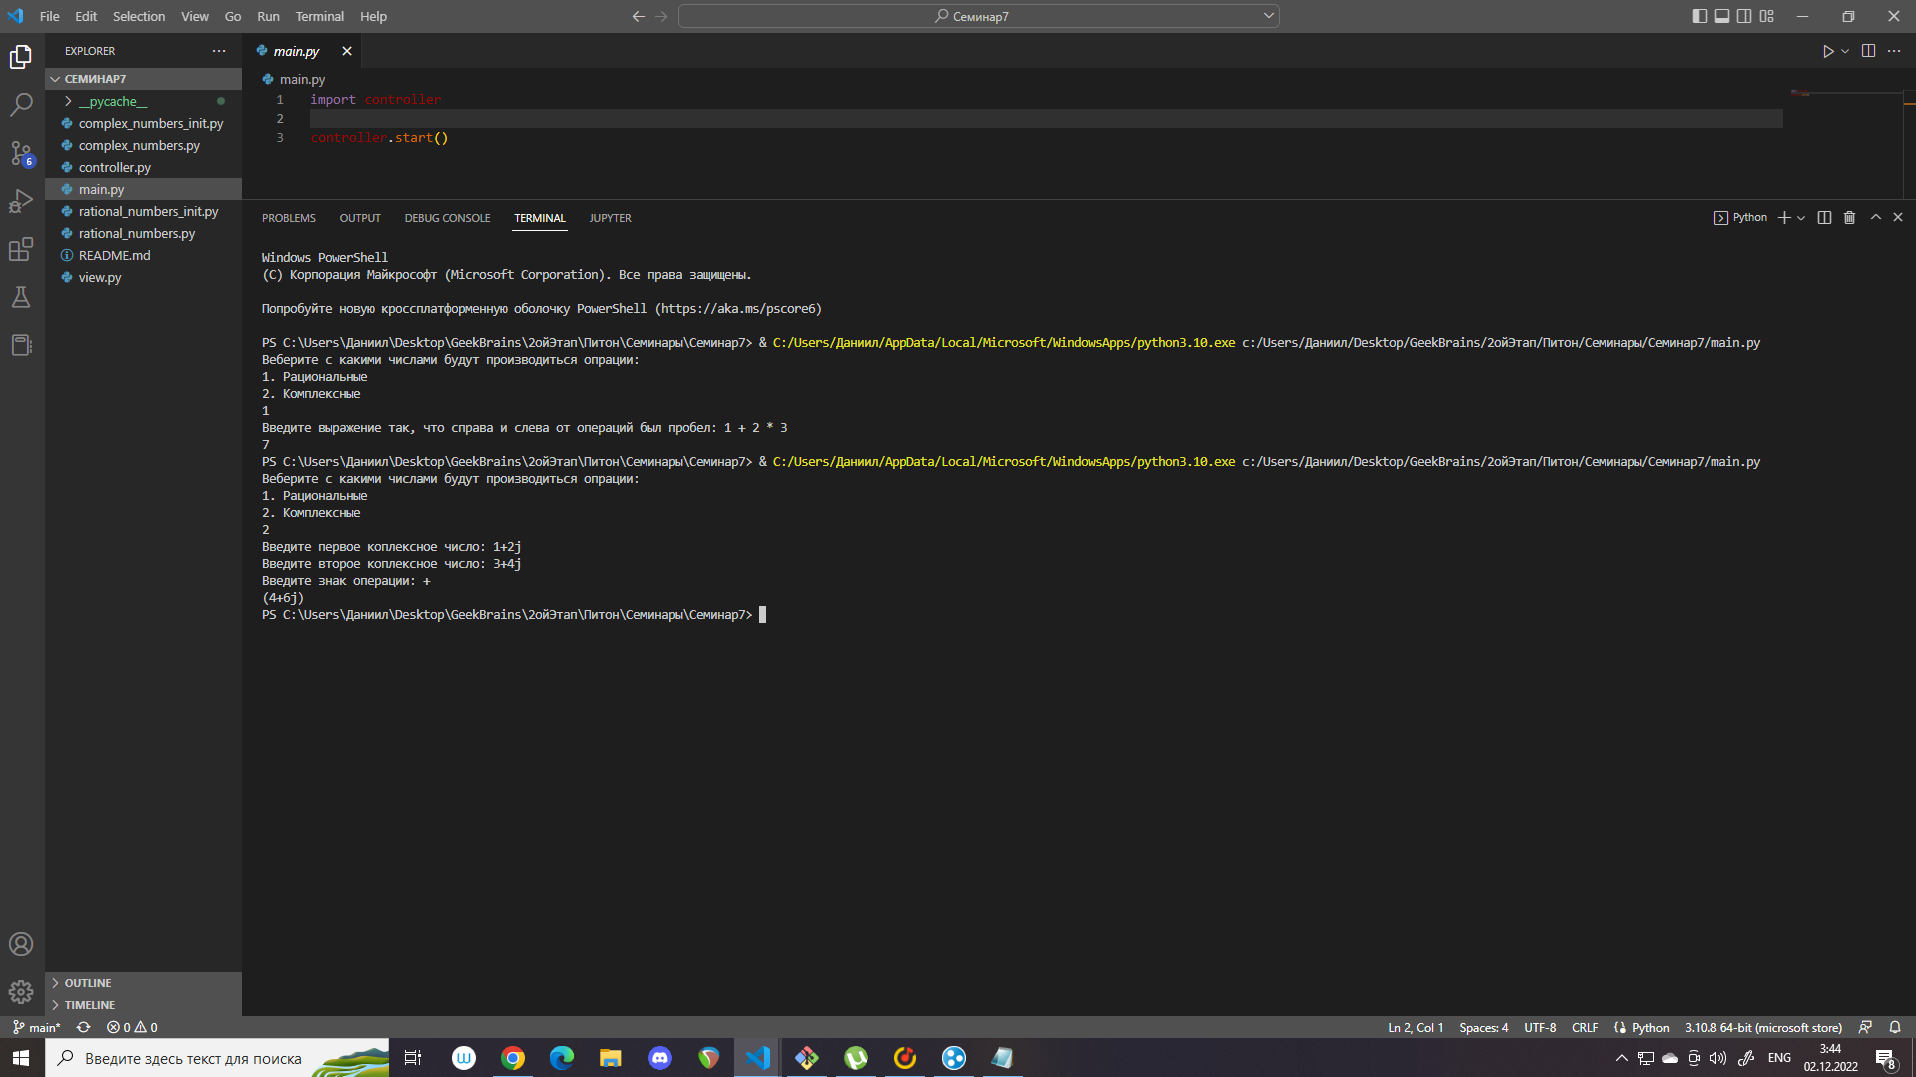 File Edit Selection View Go Run Terminal Help
Семинар7
EXPLORER
СЕМИНАР7
__pycache__
complex_numbers_init.py
complex_numbers.py
controller.py
main.py
rational_numbers_init.py
rational_numbers.py
README.md
view.py
6
OUTLINE
TIMELINE
main.py
main.py
1 import controller
2
3 controller.start()
PROBLEMS OUTPUT DEBUG CONSOLE TERMINAL JUPYTER
Python
Windows PowerShell
(C) Корпорация Майкрософт (Microsoft Corporation). Все права защищены.
Попробуйте новую кроссплатформенную оболочку PowerShell (https://aka.ms/pscore6)
PS C:\Users\Даниил\Desktop\GeekBrains\2ойЭтап\Питон\Семинары\Семинар7> & C:/Users/Даниил/AppData/Local/Microsoft/WindowsApps/python3.10.exe c:/Users/Даниил/Desktop/GeekBrains/2ойЭтап/Питон/Семинары/Семинар7/main.py
Веберите с какими числами будут производиться опрации:
1. Рациональные
2. Комплексные
1
Введите выражение так, что справа и слева от операций был пробел: 1 + 2 * 3
7
PS C:\Users\Даниил\Desktop\GeekBrains\2ойЭтап\Питон\Семинары\Семинар7> & C:/Users/Даниил/AppData/Local/Microsoft/WindowsApps/python3.10.exe c:/Users/Даниил/Desktop/GeekBrains/2ойЭтап/Питон/Семинары/Семинар7/main.py
Веберите с какими числами будут производиться опрации:
1. Рациональные
2. Комплексные
2
Введите первое коплексное число: 1+2j
Введите второе коплексное число: 3+4j
Введите знак операции: +
(4+6j)
PS C:\Users\Даниил\Desktop\GeekBrains\2ойЭтап\Питон\Семинары\Семинар7>
main* 0 0 Ln 2, Col 1 Spaces: 4 UTF-8 CRLF Python 3.10.8 64-bit (microsoft store)
Введите здесь текст для поиска
ENG
3:44
02.12.2022
8